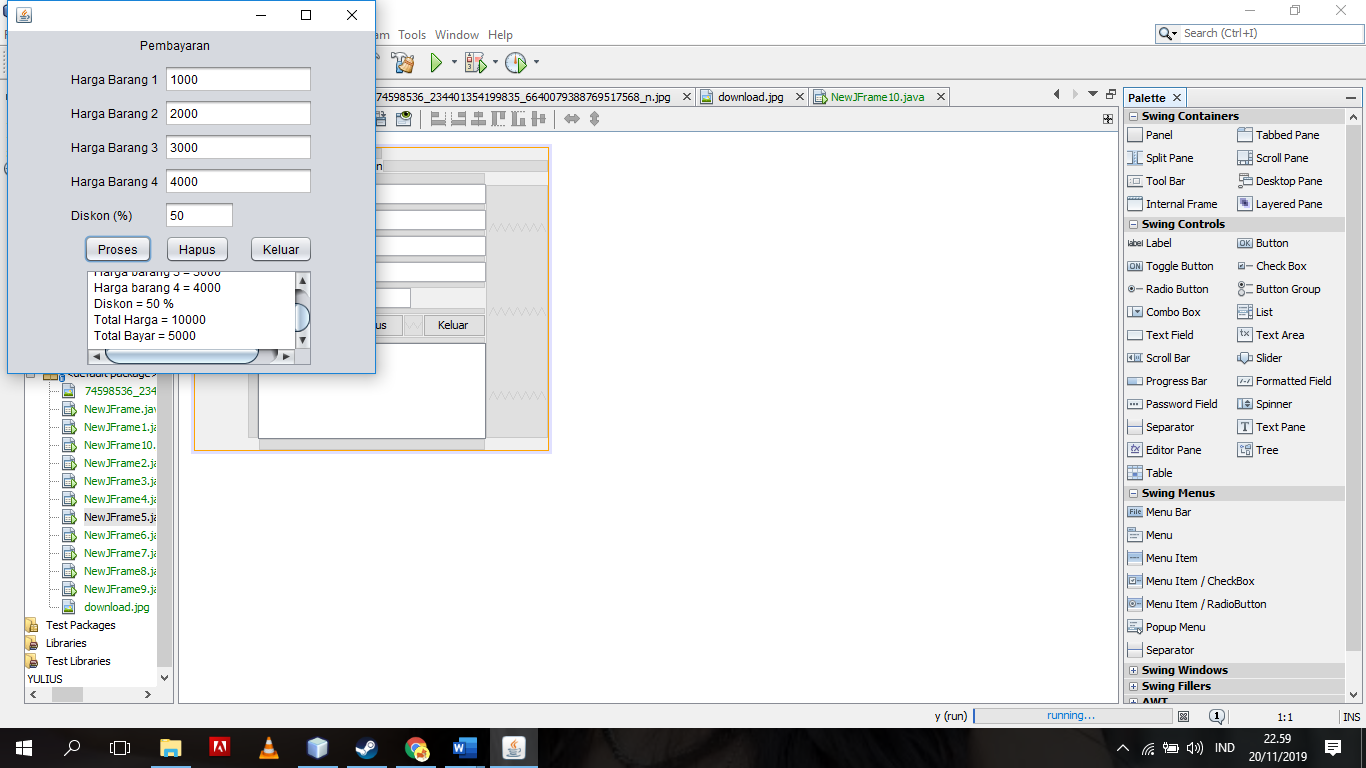 am Tools Window Help
Search (Ctrl+I)
Pembayaran
Harga Barang 1 1000
Harga Barang 2 2000
Harga Barang 3 3000
Harga Barang 4 4000
Diskon (%) 50
Proses Hapus Keluar
Harga barang 3 = 3000
Harga barang 4 = 4000
Diskon = 50 %
Total Harga = 10000
Total Bayar = 5000
74598536_234401354199835_6640079388769517568_n.jpg download.jpg NewJFrame10.java
n
us Keluar
<default package>
74598536_234
NewJFrame.jav
NewJFrame1.ja
NewJFrame10.
NewJFrame2.ja
NewJFrame3.ja
NewJFrame4.ja
NewJFrame5.ja
NewJFrame6.ja
NewJFrame7.ja
NewJFrame8.ja
NewJFrame9.ja
download.jpg
Test Packages
Libraries
Test Libraries
YULIUS
Palette
Swing Containers
Panel Tabbed Pane
Split Pane Scroll Pane
Tool Bar Desktop Pane
Internal Frame Layered Pane
Swing Controls
label Label OK Button
ON Toggle Button Check Box
Radio Button Button Group
Combo Box List
Text Field tx Text Area
Scroll Bar Slider
Progress Bar Formatted Field
Password Field Spinner
Separator T Text Pane
Editor Pane Tree
Table
Swing Menus
File Menu Bar
Menu
Menu Item
Menu Item / CheckBox
Menu Item / RadioButton
Popup Menu
Separator
Swing Windows
Swing Fillers
AWT
y (run) running... 1 1:1 INS
IND 22.59
20/11/2019